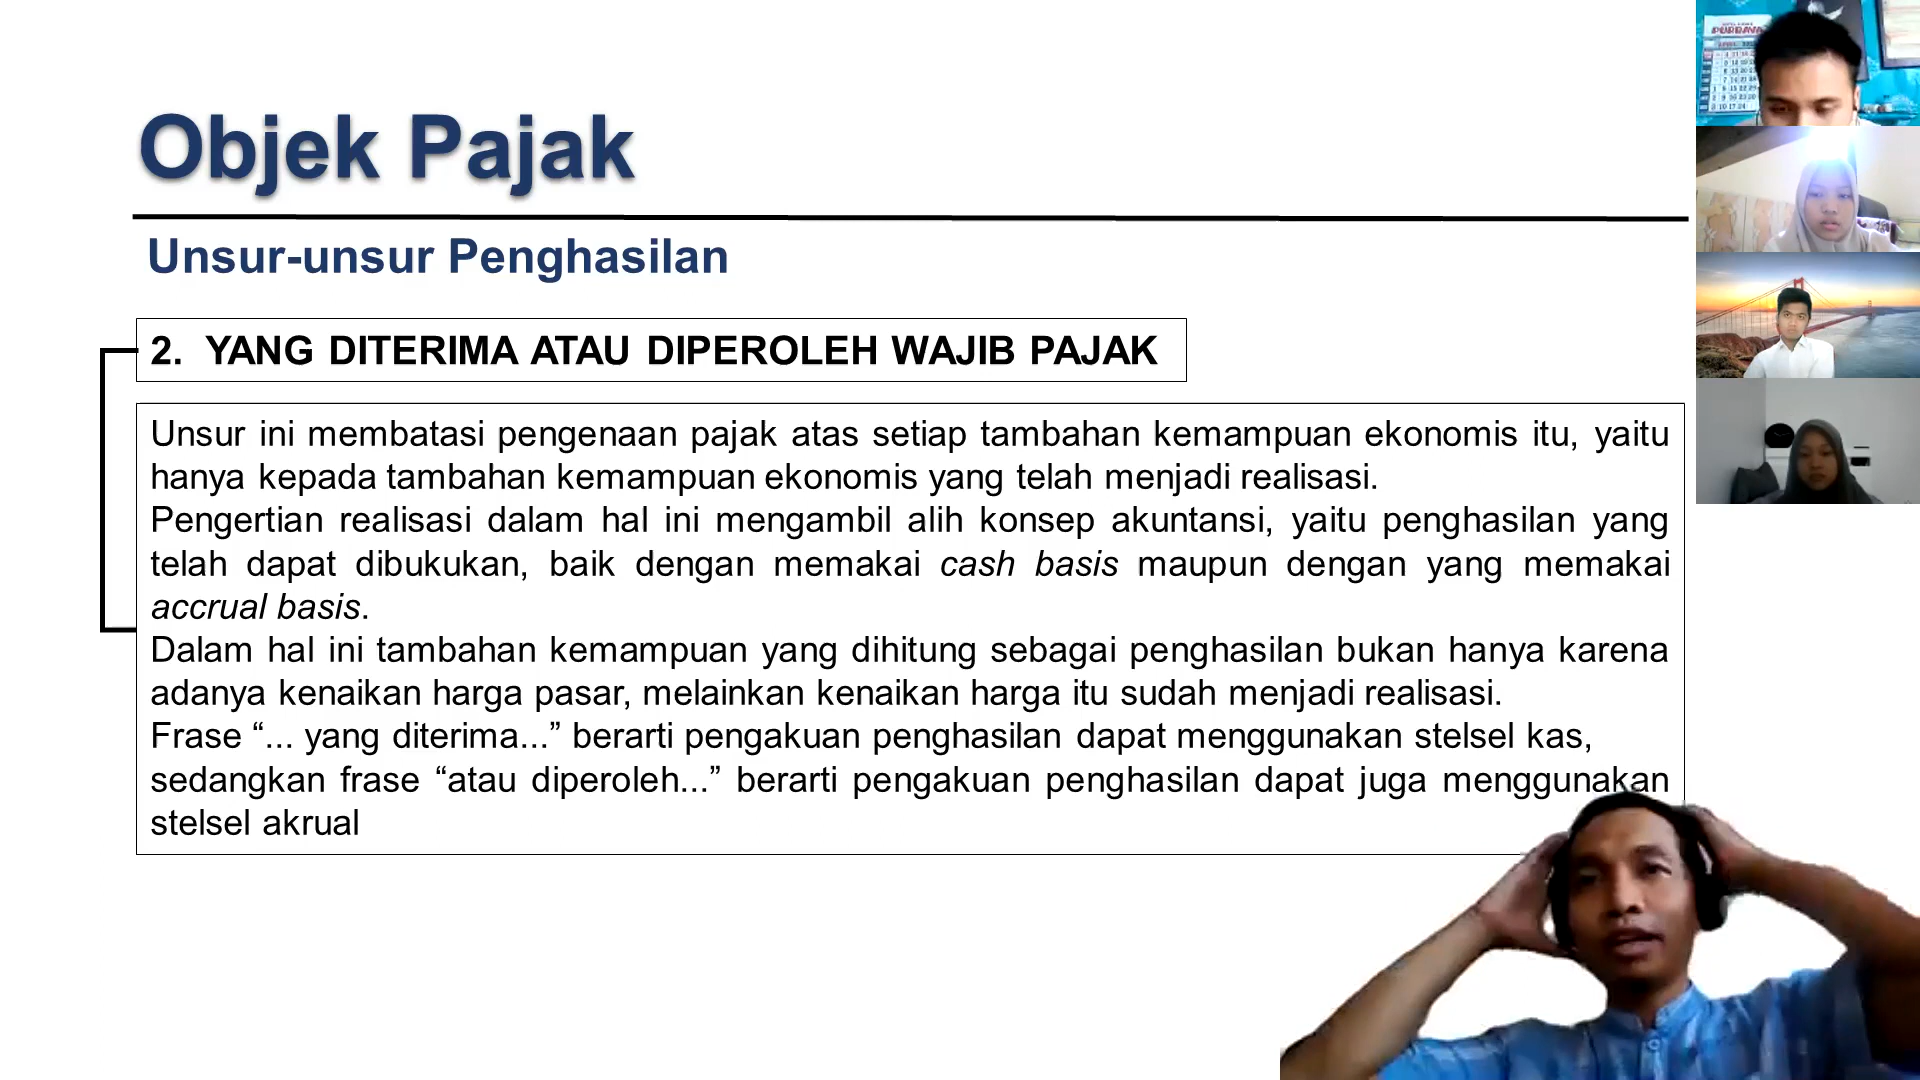 Objek Pajak
Unsur-unsur Penghasilan
2. YANG DITERIMA ATAU DIPEROLEH WAJIB PAJAK
Unsur ini membatasi pengenaan pajak atas setiap tambahan kemampuan ekonomis itu, yaitu
hanya kepada tambahan kemampuan ekonomis yang telah menjadi realisasi.
Pengertian realisasi dalam hal ini mengambil alih konsep akuntansi, yaitu penghasilan yang
telah dapat dibukukan, baik dengan memakai cash basis maupun dengan yang memakai
accrual basis.
Dalam hal ini tambahan kemampuan yang dihitung sebagai penghasilan bukan hanya karena
adanya kenaikan harga pasar, melainkan kenaikan harga itu sudah menjadi realisasi.
Frase “... yang diterima...” berarti pengakuan penghasilan dapat menggunakan stelsel kas,
sedangkan frase “atau diperoleh...” berarti pengakuan penghasilan dapat juga menggunakan
stelsel akrual
PURBAYA